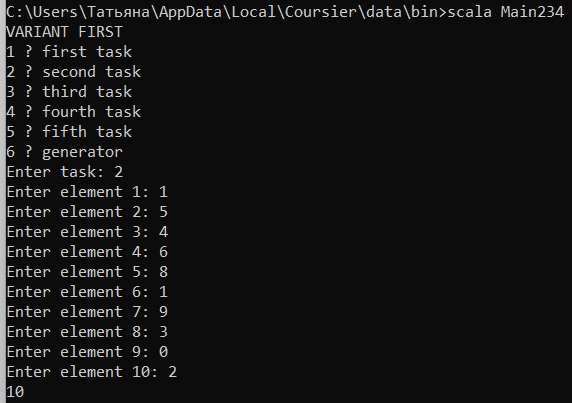 C:\Users\Татьяна\AppData\Local\Coursier\data\bin>scala Main234
VARIANT FIRST
1 ? first task
2 ? second task
3 ? third task
4 ? fourth task
5 ? fifth task
6 ? generator
Enter task: 2
Enter element 1: 1
Enter element 2: 5
Enter element 3: 4
Enter element 4: 6
Enter element 5: 8
Enter element 6: 1
Enter element 7: 9
Enter element 8: 3
Enter element 9: 0
Enter element 10: 2
10